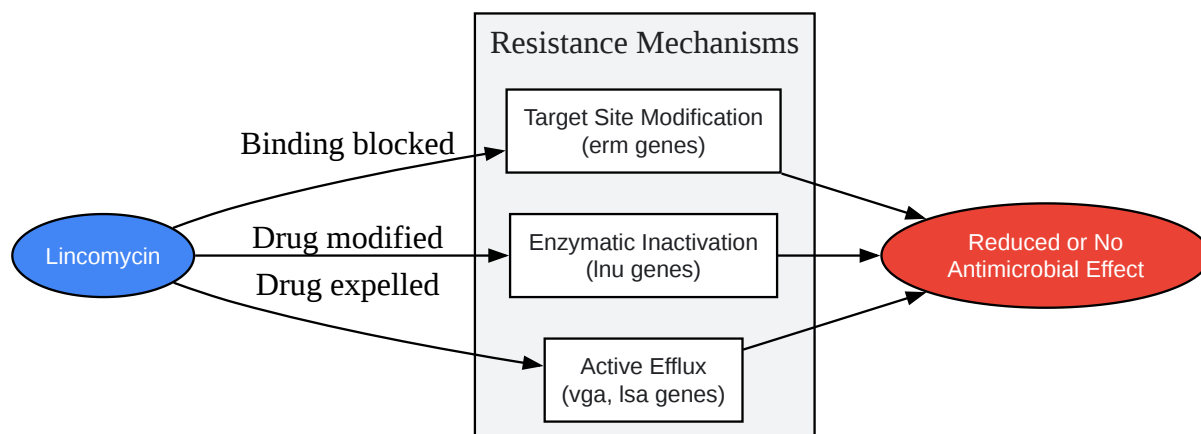 Resistance Mechanisms
Target Site Modification
(erm genes)
Binding blocked
Lincomycin
Drug modified
Enzymatic Inactivation
(lnu genes)
Reduced or No
Antimicrobial Effect
Drug expelled
Active Efflux
(vga, lsa genes)